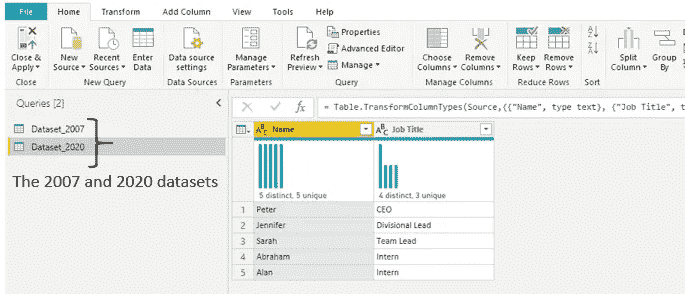 File Home Transform Add Column View Tools Help
Close & Apply
New Source
Recent Sources
Enter Data
Data source settings
Manage Parameters
Refresh Preview
Properties
Advanced Editor
Manage
Choose Columns
Remove Columns
Keep Rows
Remove Rows
Split Column
Group By
Close New Query Data Sources Parameters Query Manage Columns Reduce Rows Sort
Queries [2]
fx = Table.TransformColumnTypes(Source,{{"Name", type text}, {"Job Title", t
Dataset_2007
Dataset_2020
The 2007 and 2020 datasets
Name Job Title
5 distinct, 5 unique 4 distinct, 3 unique
1 Peter CEO
2 Jennifer Divisional Lead
3 Sarah Team Lead
4 Abraham Intern
5 Alan Intern